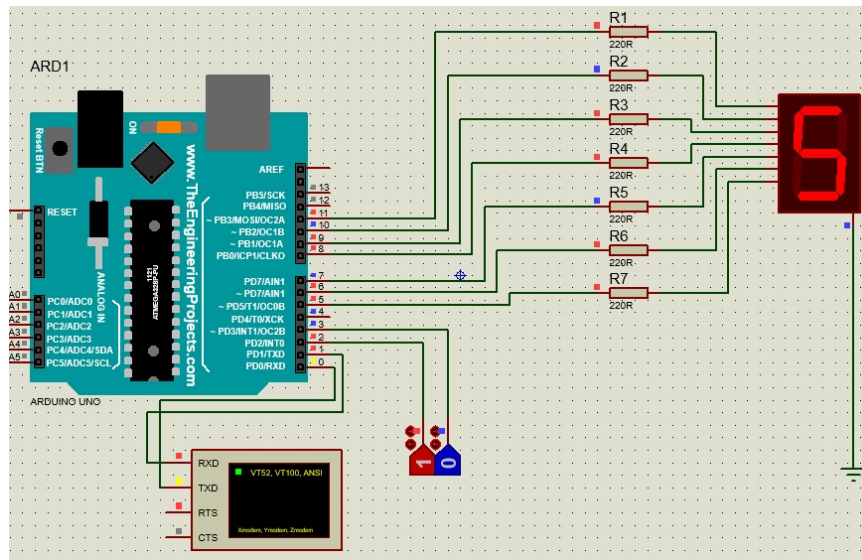 ARD1
Reset BTN
ON
www.TheEngineeringProjects.com
RESET
ANALOG IN
1121
ATMEGA328P-PU
AREF
PB5/SCK 13
PB4/MISO 12
~ PB3/MOSI/OC2A 11
~ PB2/OC1B 10
~ PB1/OC1A 9
PB0/ICP1/CLKO 8
PD7/AIN1 7
~ PD7/AIN1 6
~ PD5/T1/OC0B 5
PD4/T0/XCK 4
~ PD3/INT1/OC2B 3
PD2/INT0 2
PD1/TXD 1
PD0/RXD 0
A0 PC0/ADC0
A1 PC1/ADC1
A2 PC2/ADC2
A3 PC3/ADC3
A4 PC4/ADC4/SDA
A5 PC5/ADC5/SCL
ARDUINO UNO
R1
220R
R2
220R
R3
220R
R4
220R
R5
220R
R6
220R
R7
220R
5
1 0
RXD
TXD
RTS
CTS
VT52, VT100, ANSI
Xmodem, Ymodem, Zmodem